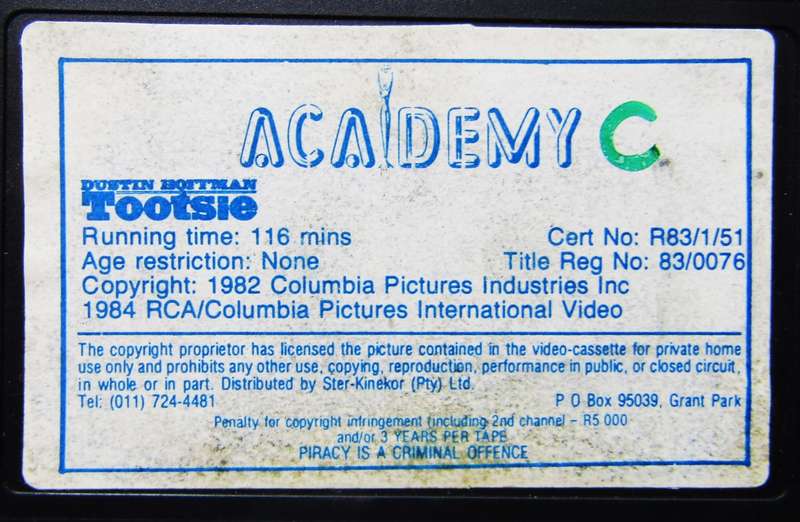 ACADEMY C
DUSTIN HOFFMAN
Tootsie
Running time: 116 mins Cert No: R83/1/51
Age restriction: None Title Reg No: 83/0076
Copyright: 1982 Columbia Pictures Industries Inc
1984 RCA/Columbia Pictures International Video
The copyright proprietor has licensed the picture contained in the video-cassette for private home
use only and prohibits any other use, copying, reproduction, performance in public, or closed circuit,
in whole or in part. Distributed by Ster-Kinekor (Pty) Ltd.
Tel: (011) 724-4481 P O Box 95039, Grant Park
Penalty for copyright infringement (including 2nd channel – R5 000
and/or 3 YEARS PER TAPE
PIRACY IS A CRIMINAL OFFENCE